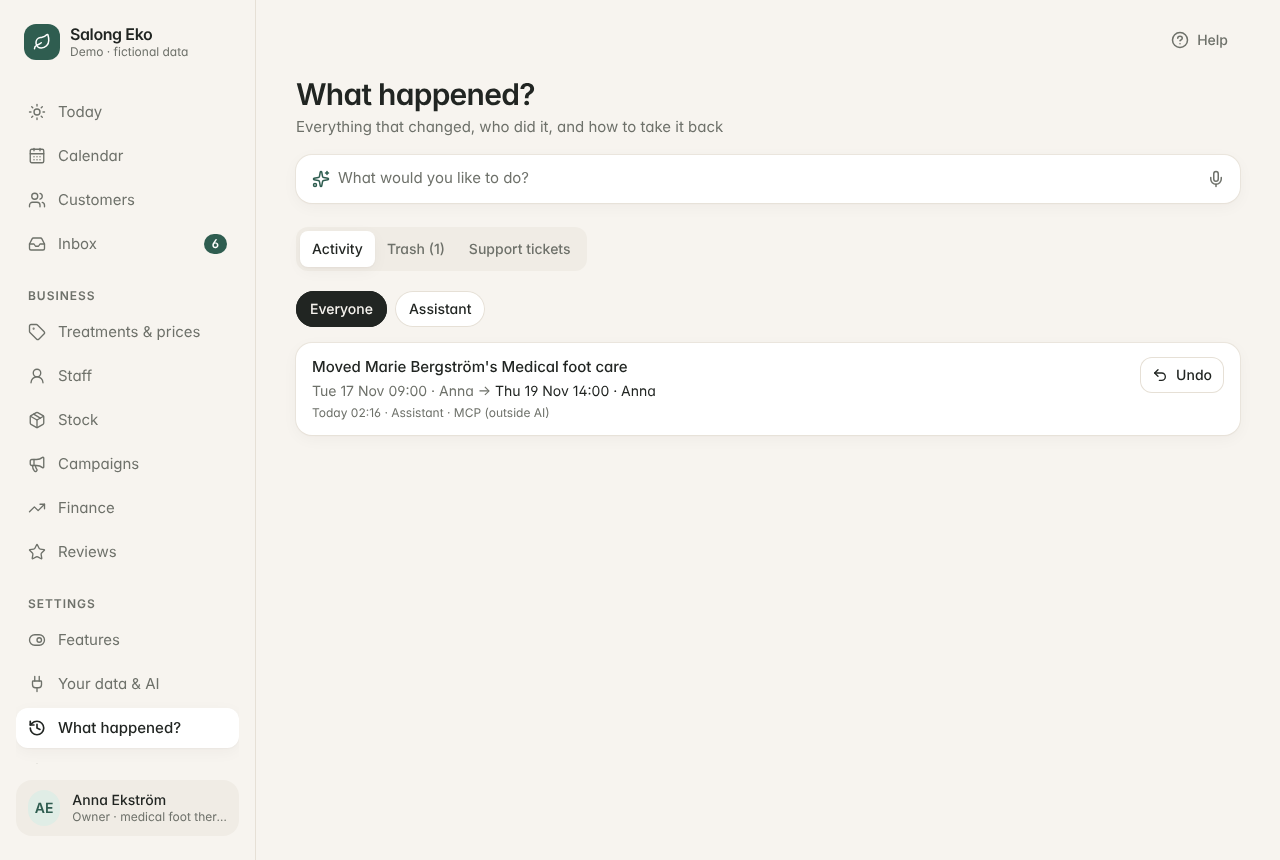 Salong Eko
Demo · fictional data
Today
Calendar
Customers
Inbox 6
BUSINESS
Treatments & prices
Staff
Stock
Campaigns
Finance
Reviews
SETTINGS
Features
Your data & AI
What happened?
AE
Anna Ekström
Owner · medical foot ther...
Help
What happened?
Everything that changed, who did it, and how to take it back
What would you like to do?
Activity Trash (1) Support tickets
Everyone Assistant
Moved Marie Bergström's Medical foot care
Tue 17 Nov 09:00 · Anna → Thu 19 Nov 14:00 · Anna
Today 02:16 · Assistant · MCP (outside AI)
Undo